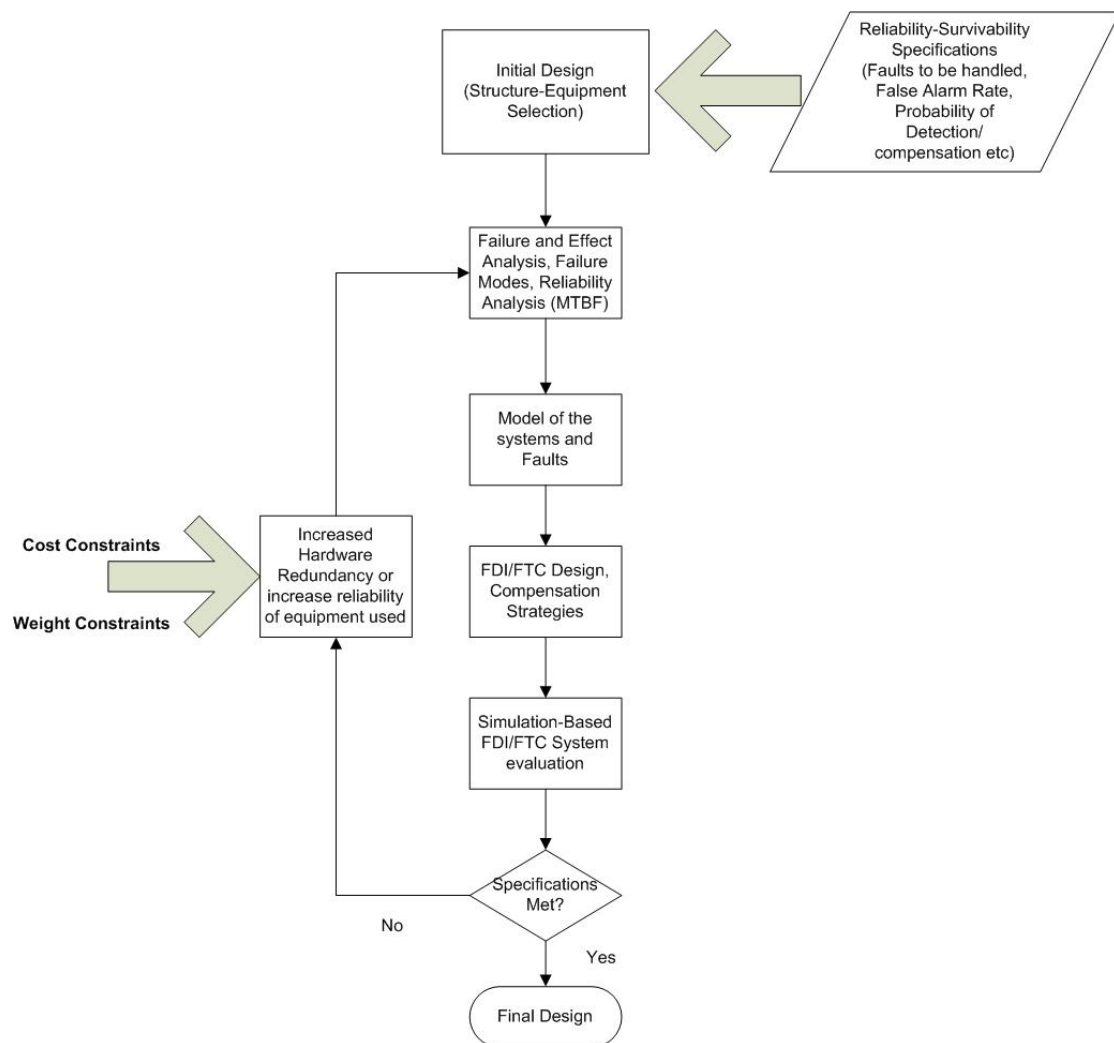 Initial Design
(Structure-Equipment
Selection)
Reliability-Survivability
Specifications
(Faults to be handled,
False Alarm Rate,
Probability of
Detection/
compensation etc)
Failure and Effect
Analysis, Failure
Modes, Reliability
Analysis (MTBF)
Model of the
systems and
Faults
Cost Constraints
Weight Constraints
Increased
Hardware
Redundancy or
increase reliability
of equipment used
FDI/FTC Design,
Compensation
Strategies
Simulation-Based
FDI/FTC System
evaluation
Specifications
Met?
No
Yes
Final Design